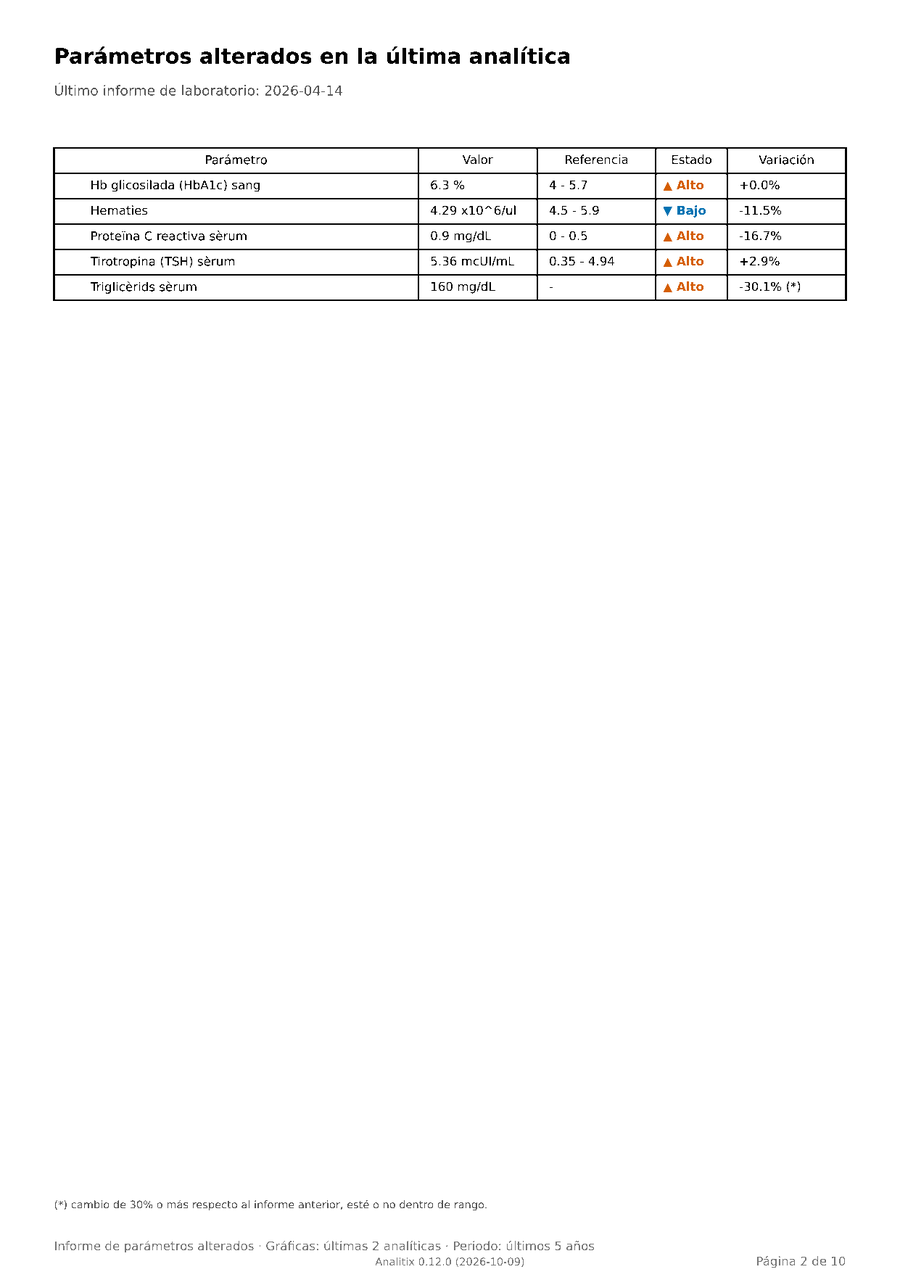 Parámetros alterados en la última analítica
Último informe de laboratorio: 2026-04-14
Parámetro Valor Referencia Estado Variación
Hb glicosilada (HbA1c) sang 6.3 % 4 - 5.7 ▲ Alto +0.0%
Hematies 4.29 x10^6/ul 4.5 - 5.9 ▼ Bajo -11.5%
Proteïna C reactiva sèrum 0.9 mg/dL 0 - 0.5 ▲ Alto -16.7%
Tirotropina (TSH) sèrum 5.36 mcUI/mL 0.35 - 4.94 ▲ Alto +2.9%
Triglicèrids sèrum 160 mg/dL - ▲ Alto -30.1% (*)
(*) cambio de 30% o más respecto al informe anterior, esté o no dentro de rango.
Informe de parámetros alterados · Gráficas: últimas 2 analíticas · Periodo: últimos 5 años
Analitix 0.12.0 (2026-10-09)
Página 2 de 10